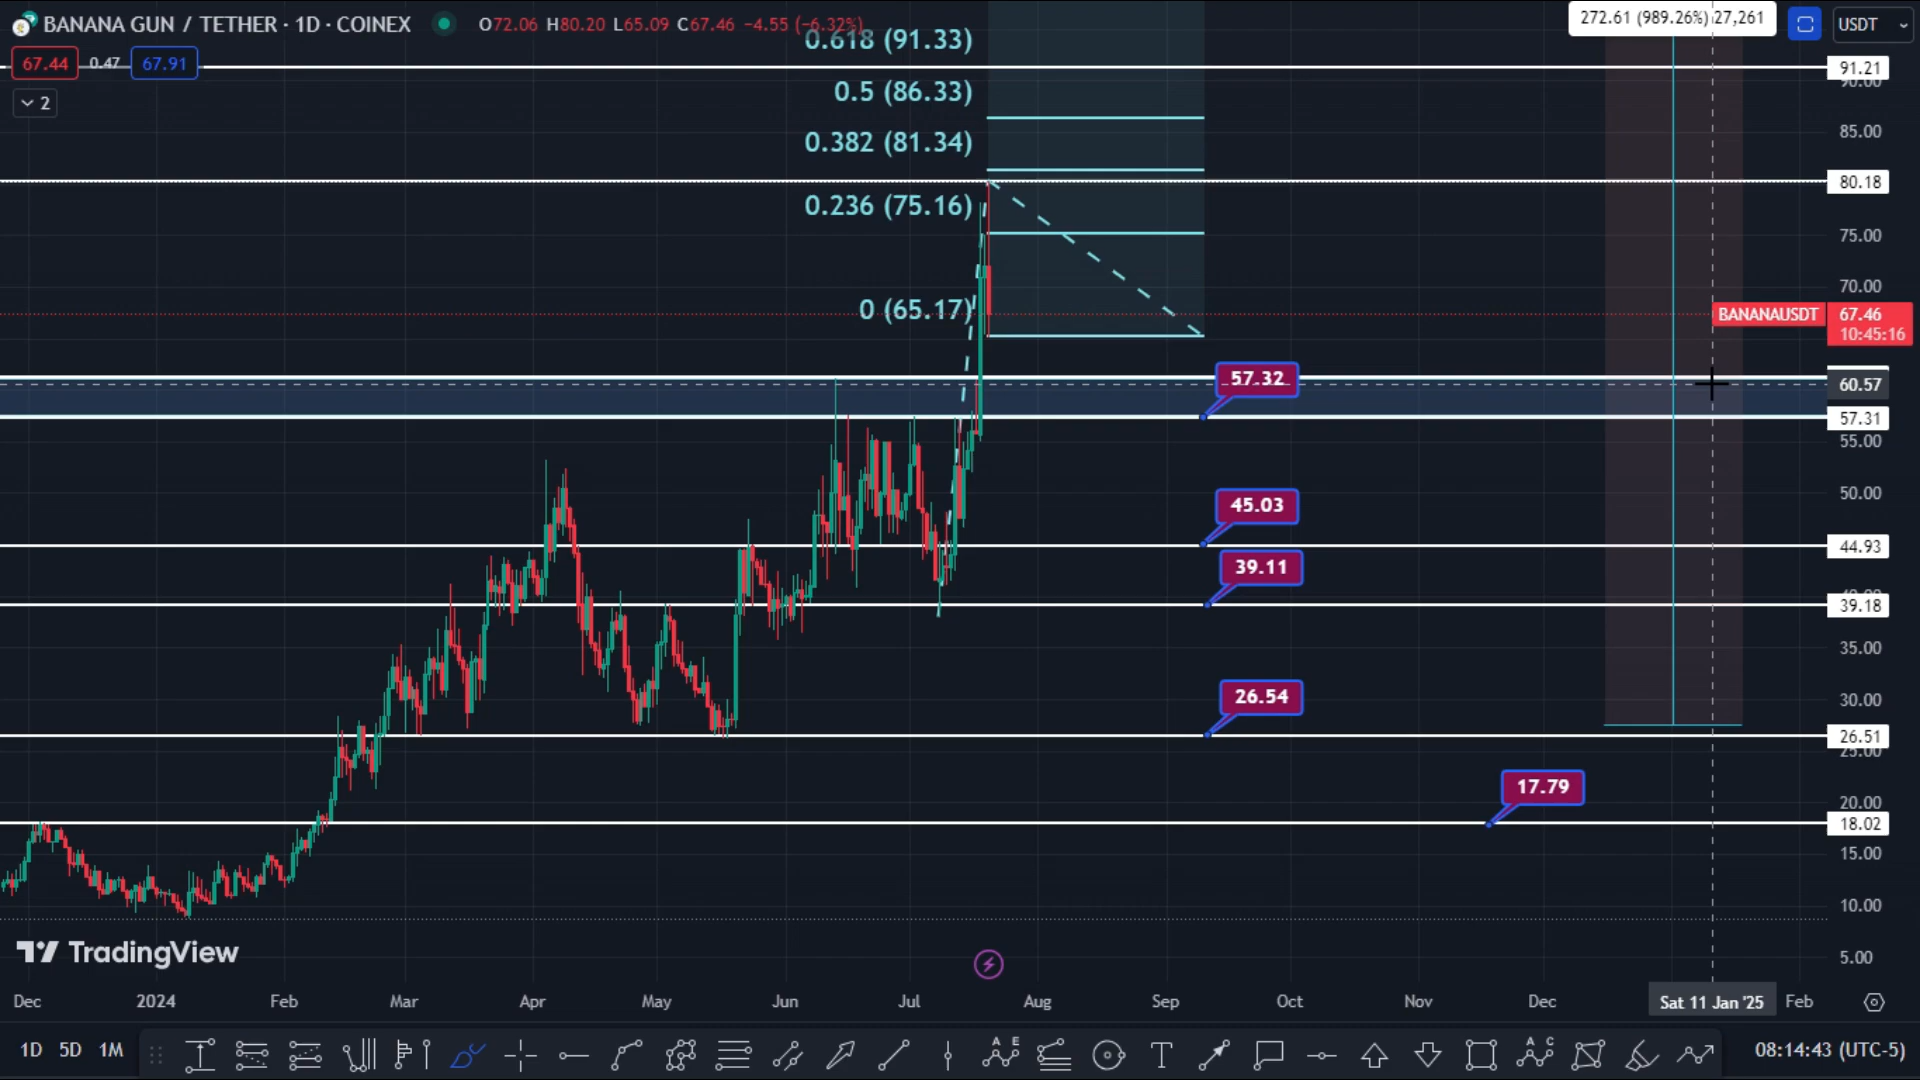 BANANA GUN / TETHER · 1D · COINEX
O72.06 H80.20 L65.09 C67.46 −4.55 (−6.32%)
67.44 0.47 67.91
2
272.61 (989.26%) 27,261
USDT
0.618 (91.33)
0.5 (86.33)
0.382 (81.34)
0.236 (75.16)
0 (65.17)
57.32
45.03
39.11
26.54
17.79
91.21
90.00
85.00
80.18
75.00
70.00
BANANAUSDT 67.46
10:45:16
60.57
57.31
55.00
50.00
44.93
39.18
35.00
30.00
26.51
25.00
20.00
18.02
15.00
10.00
5.00
TradingView
Dec 2024 Feb Mar Apr May Jun Jul Aug Sep Oct Nov Dec Sat 11 Jan '25 Feb
1D 5D 1M
A E
T
A C
08:14:43 (UTC-5)